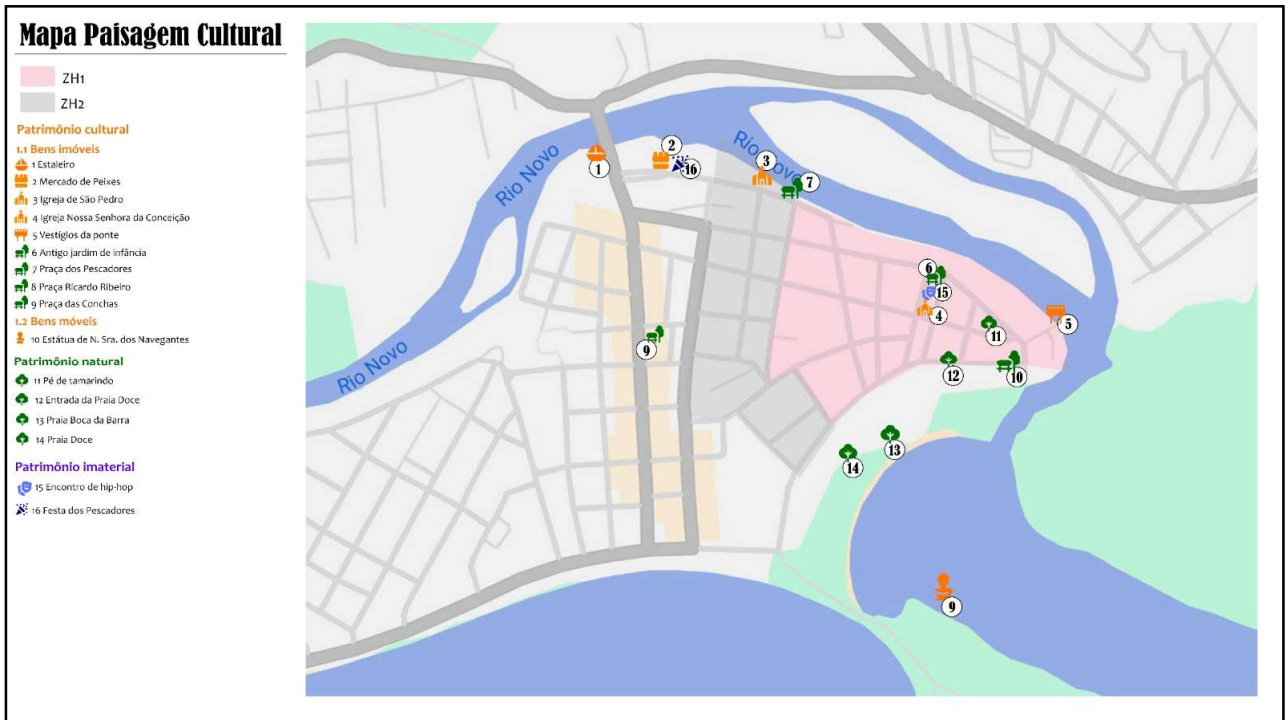 Mapa Paisagem Cultural
ZH1
ZH2
Patrimônio cultural
1.1 Bens imóveis
1 Estaleiro
2 Mercado de Peixes
3 Igreja de São Pedro
4 Igreja Nossa Senhora da Conceição
5 Vestígios da ponte
6 Antigo jardim de infância
7 Praça dos Pescadores
8 Praça Ricardo Ribeiro
9 Praça das Conchas
1.2 Bens móveis
10 Estátua de N. Sra. dos Navegantes
Patrimônio natural
11 Pé de tamarindo
12 Entrada da Praia Doce
13 Praia Boca da Barra
14 Praia Doce
Patrimônio imaterial
15 Encontro de hip-hop
16 Festa dos Pescadores
Rio Novo
Rio Novo
Rio Novo
1
2
16
3
7
6
15
4
11
5
12
10
9
13
14
9